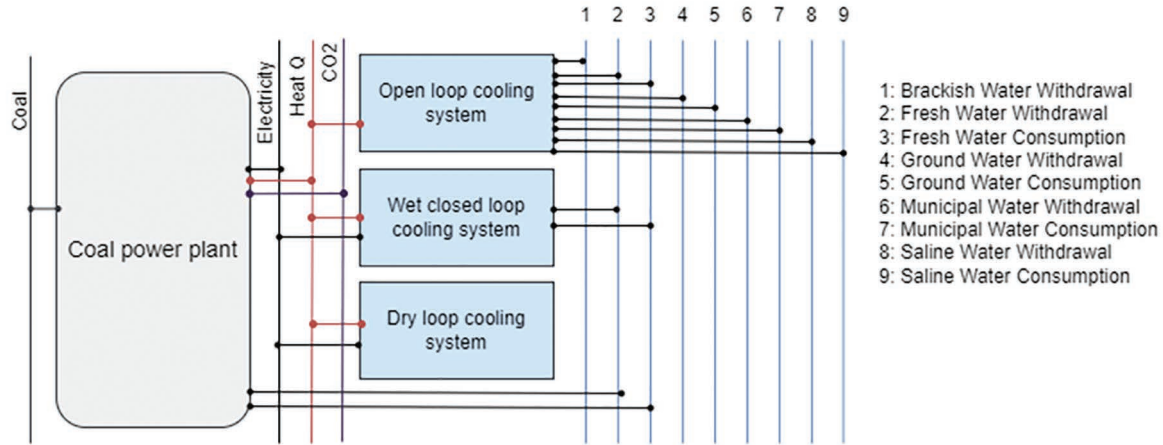 1 2 3 4 5 6 7 8 9
Coal
Electricity
Heat Q
CO2
Coal power plant
Open loop cooling
system
Wet closed loop
cooling system
Dry loop cooling
system
1: Brackish Water Withdrawal
2: Fresh Water Withdrawal
3: Fresh Water Consumption
4: Ground Water Withdrawal
5: Ground Water Consumption
6: Municipal Water Withdrawal
7: Municipal Water Consumption
8: Saline Water Withdrawal
9: Saline Water Consumption